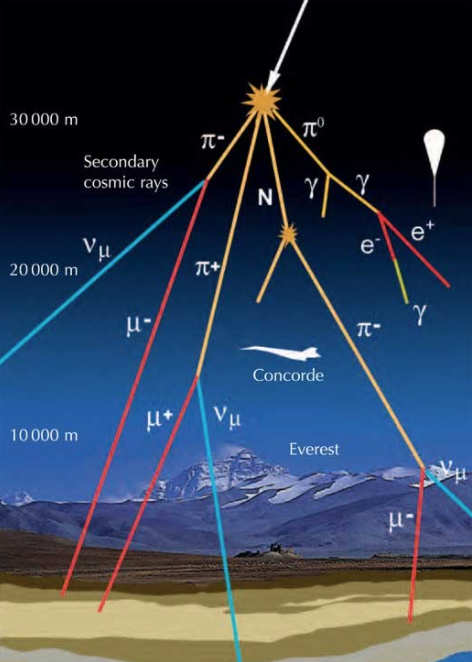 30 000 m
π-
π⁰
Secondary
cosmic rays
γ
γ
N
e⁻
e⁺
νμ
π+
20 000 m
γ
μ-
π-
Concorde
μ+
νμ
10 000 m
Everest
νμ
μ-